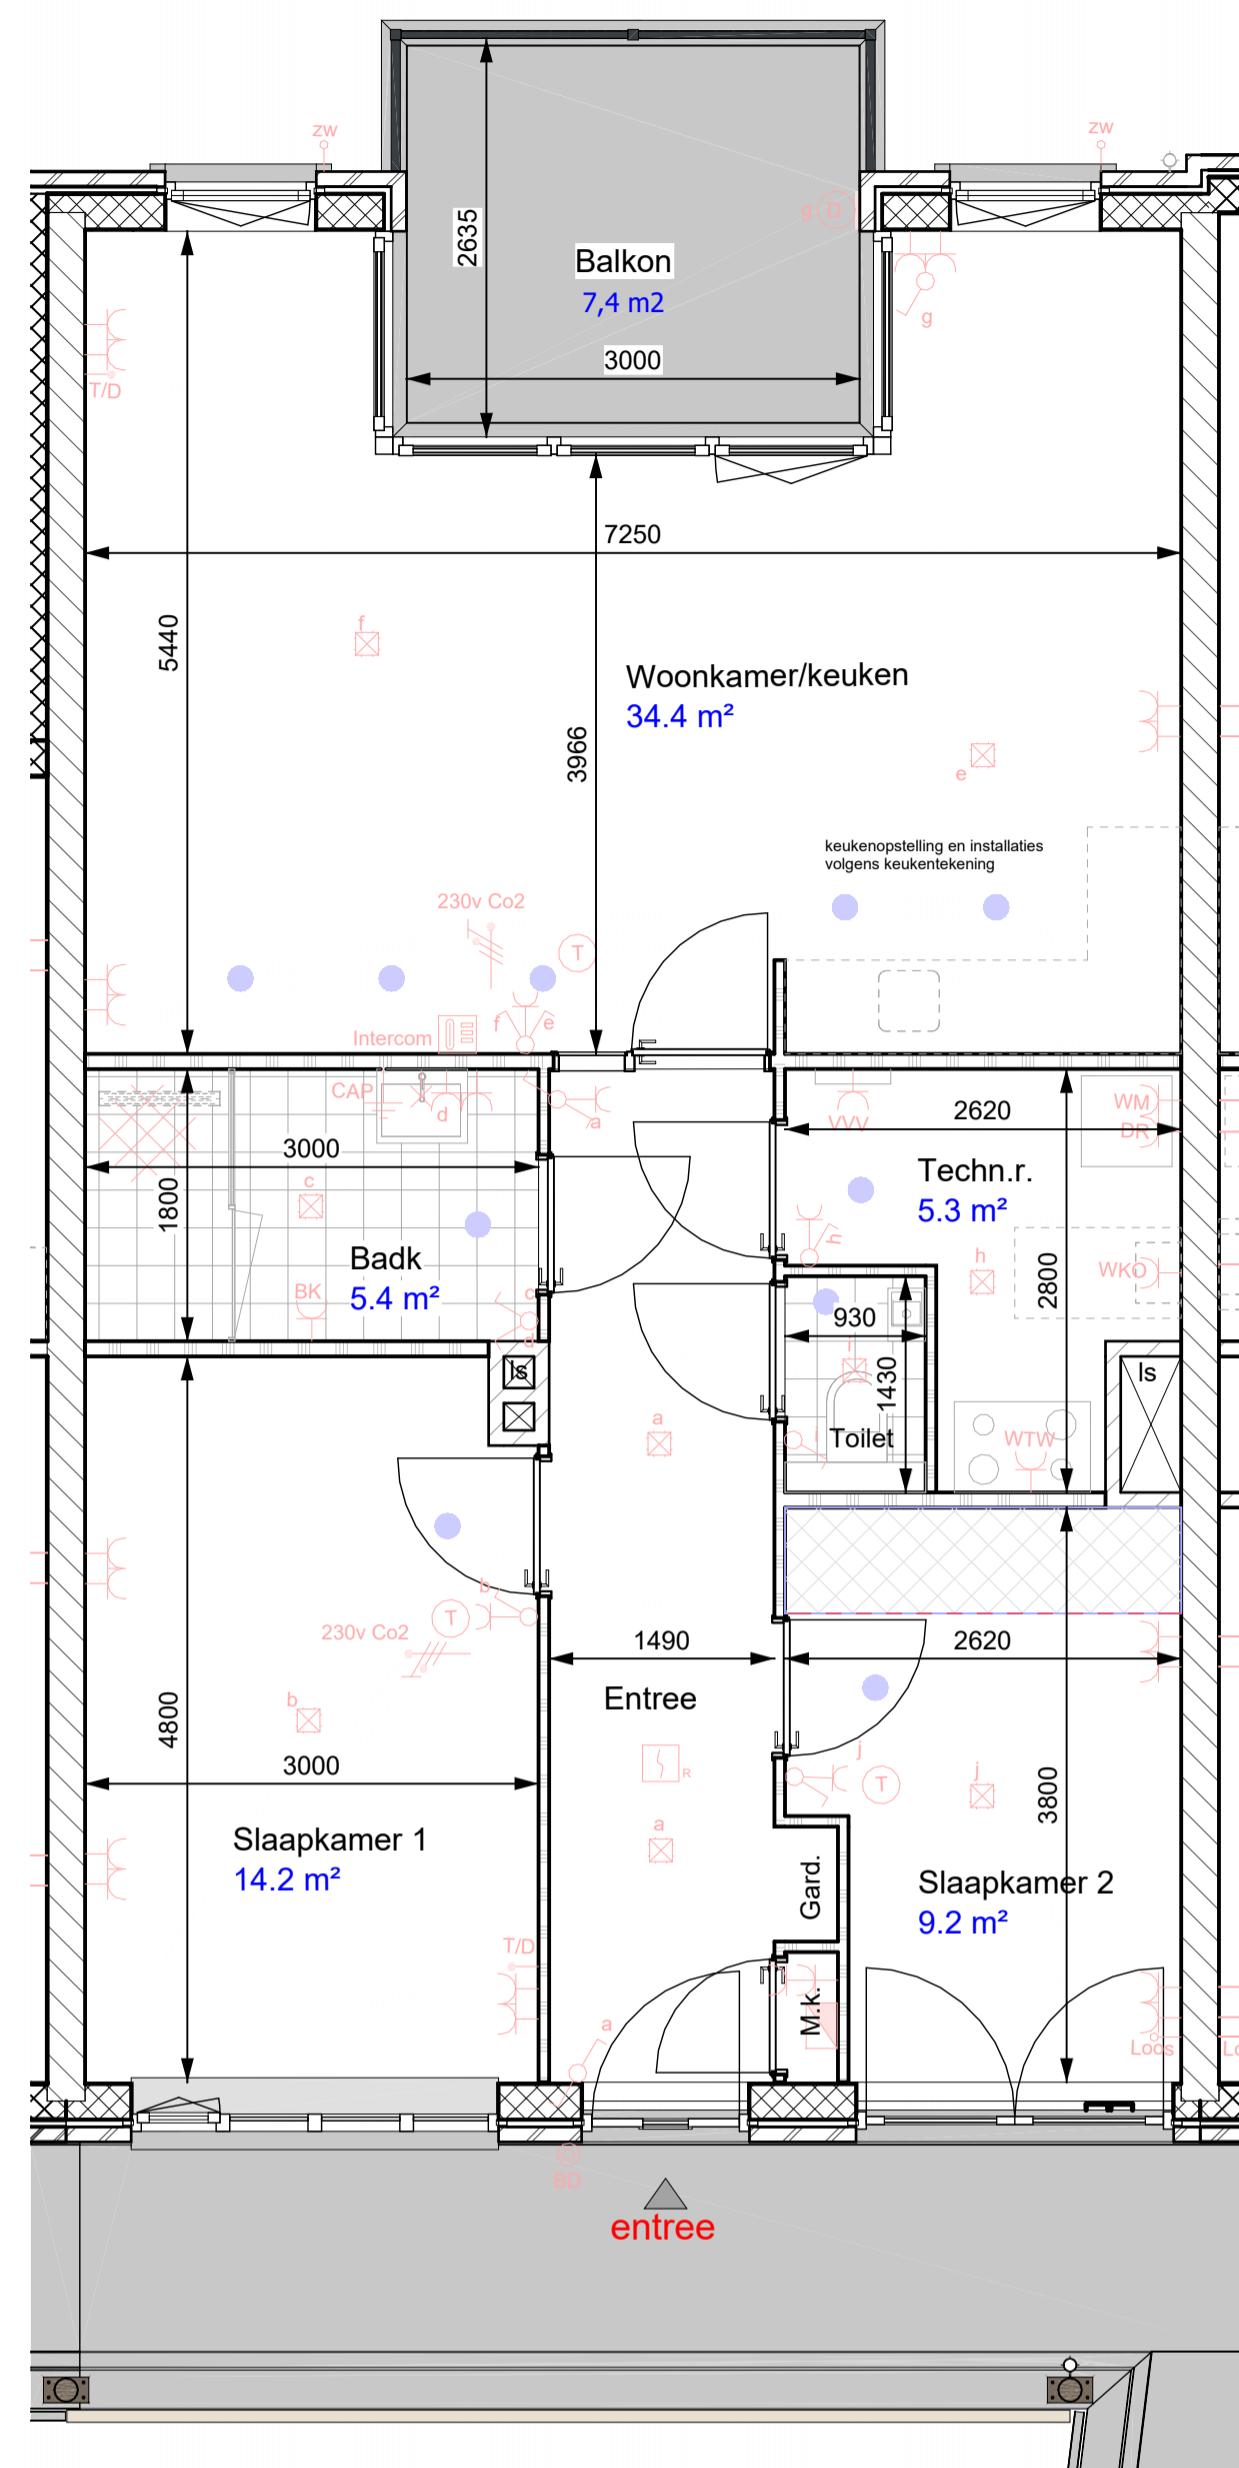 zw
zw
g D
2635
Balkon
7,4 m2
3000
g
T/D
7250
5440
f
Woonkamer/keuken
34.4 m²
3966
e
keukenopstelling en installaties
volgens keukentekening
230v Co2
T
f e
Intercom
CAP
d
a
VVV
2620
WM
DR
3000
Techn.r.
5.3 m²
1800
c
h
h
WKO
2800
Badk
5.4 m²
BK
c
d
930
ls
1430
ls
a
i
Toilet
WTW
b
T
230v Co2
1490
2620
Entree
b
4800
3000
R
j
T
j
3800
Slaapkamer 1
14.2 m²
a
Gard.
Slaapkamer 2
9.2 m²
T/D
M.k.
a
Loos
BD
entree